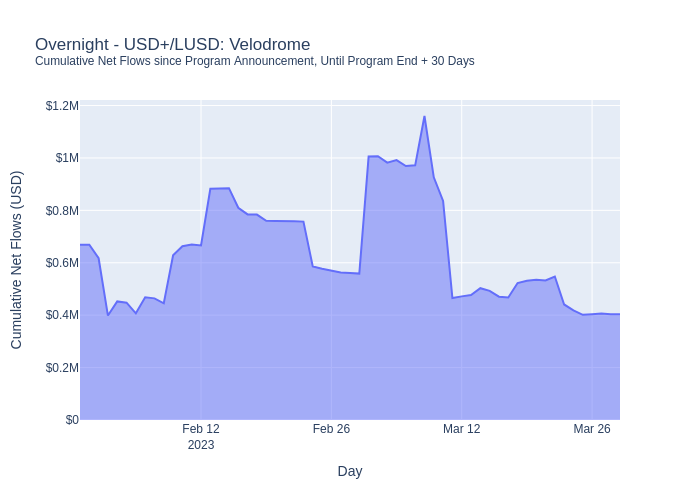 Overnight - USD+/LUSD: Velodrome
Cumulative Net Flows since Program Announcement, Until Program End + 30 Days
Cumulative Net Flows (USD)
$1.2M
$1M
$0.8M
$0.6M
$0.4M
$0.2M
$0
Feb 12
2023
Feb 26
Mar 12
Mar 26
Day